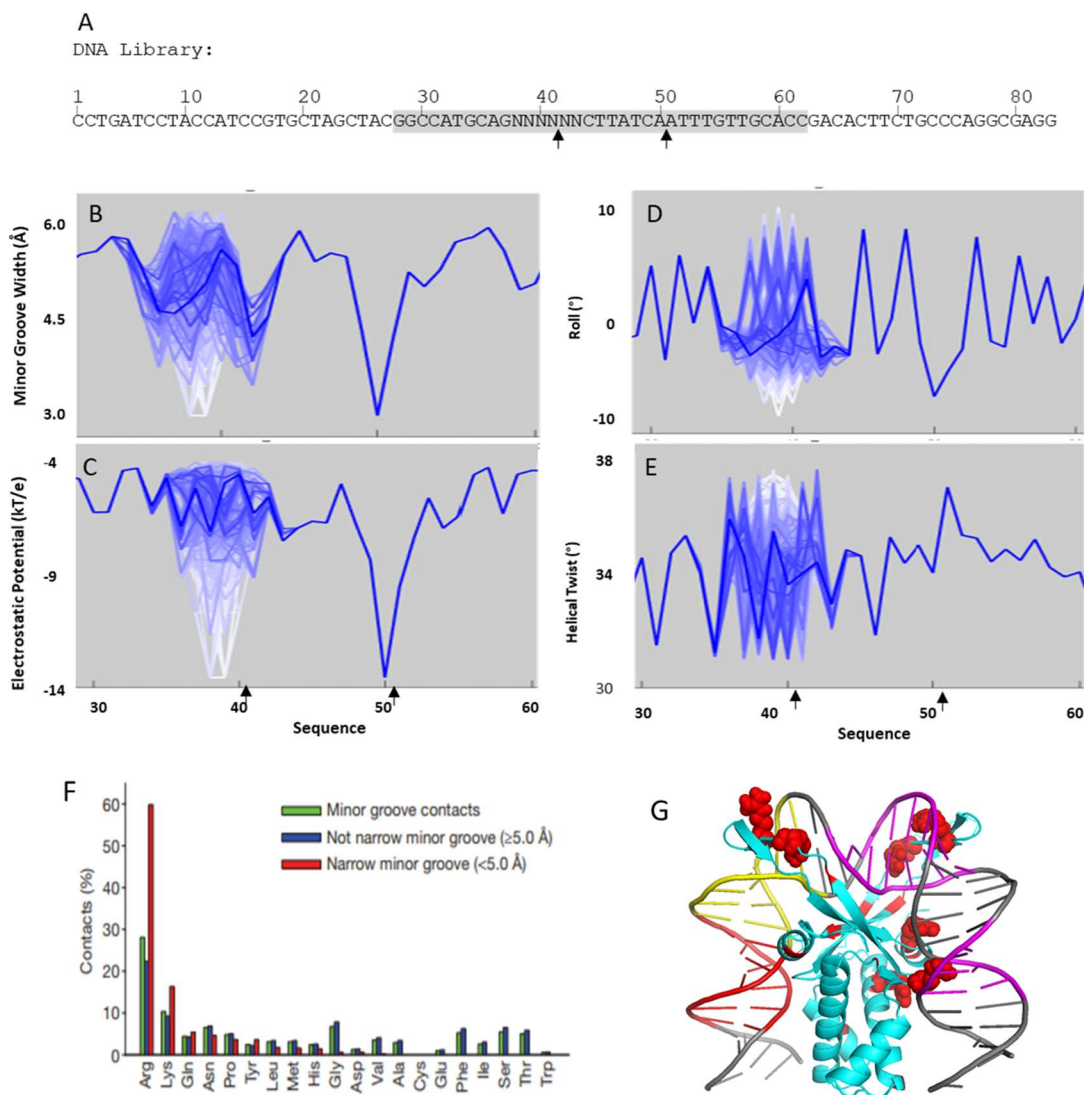 A
DNA Library:
1 10 20 30 40 50 60 70 80
CCTGATCCTACCATCCGTGCTAGCTACGGCCATGCAGNNNNNNCTTATCAATTTGTTGCACCGACACTTCTGCCCAGGCGAGG
B
Minor Groove Width (Å)
6.0
4.5
3.0
D
Roll (°)
10
0
-10
C
Electrostatic Potential (kT/e)
-4
-9
-14
30 40 50 60
Sequence
E
Helical Twist (°)
38
34
30
30 40 50 60
Sequence
F
Contacts (%)
60
50
40
30
20
10
0
Minor groove contacts
Not narrow minor groove (≥5.0 Å)
Narrow minor groove (<5.0 Å)
Arg Lys Gln Asn Pro Tyr Leu Met His Gly Asp Val Ala Cys Glu Phe Ile Ser Thr Trp
G